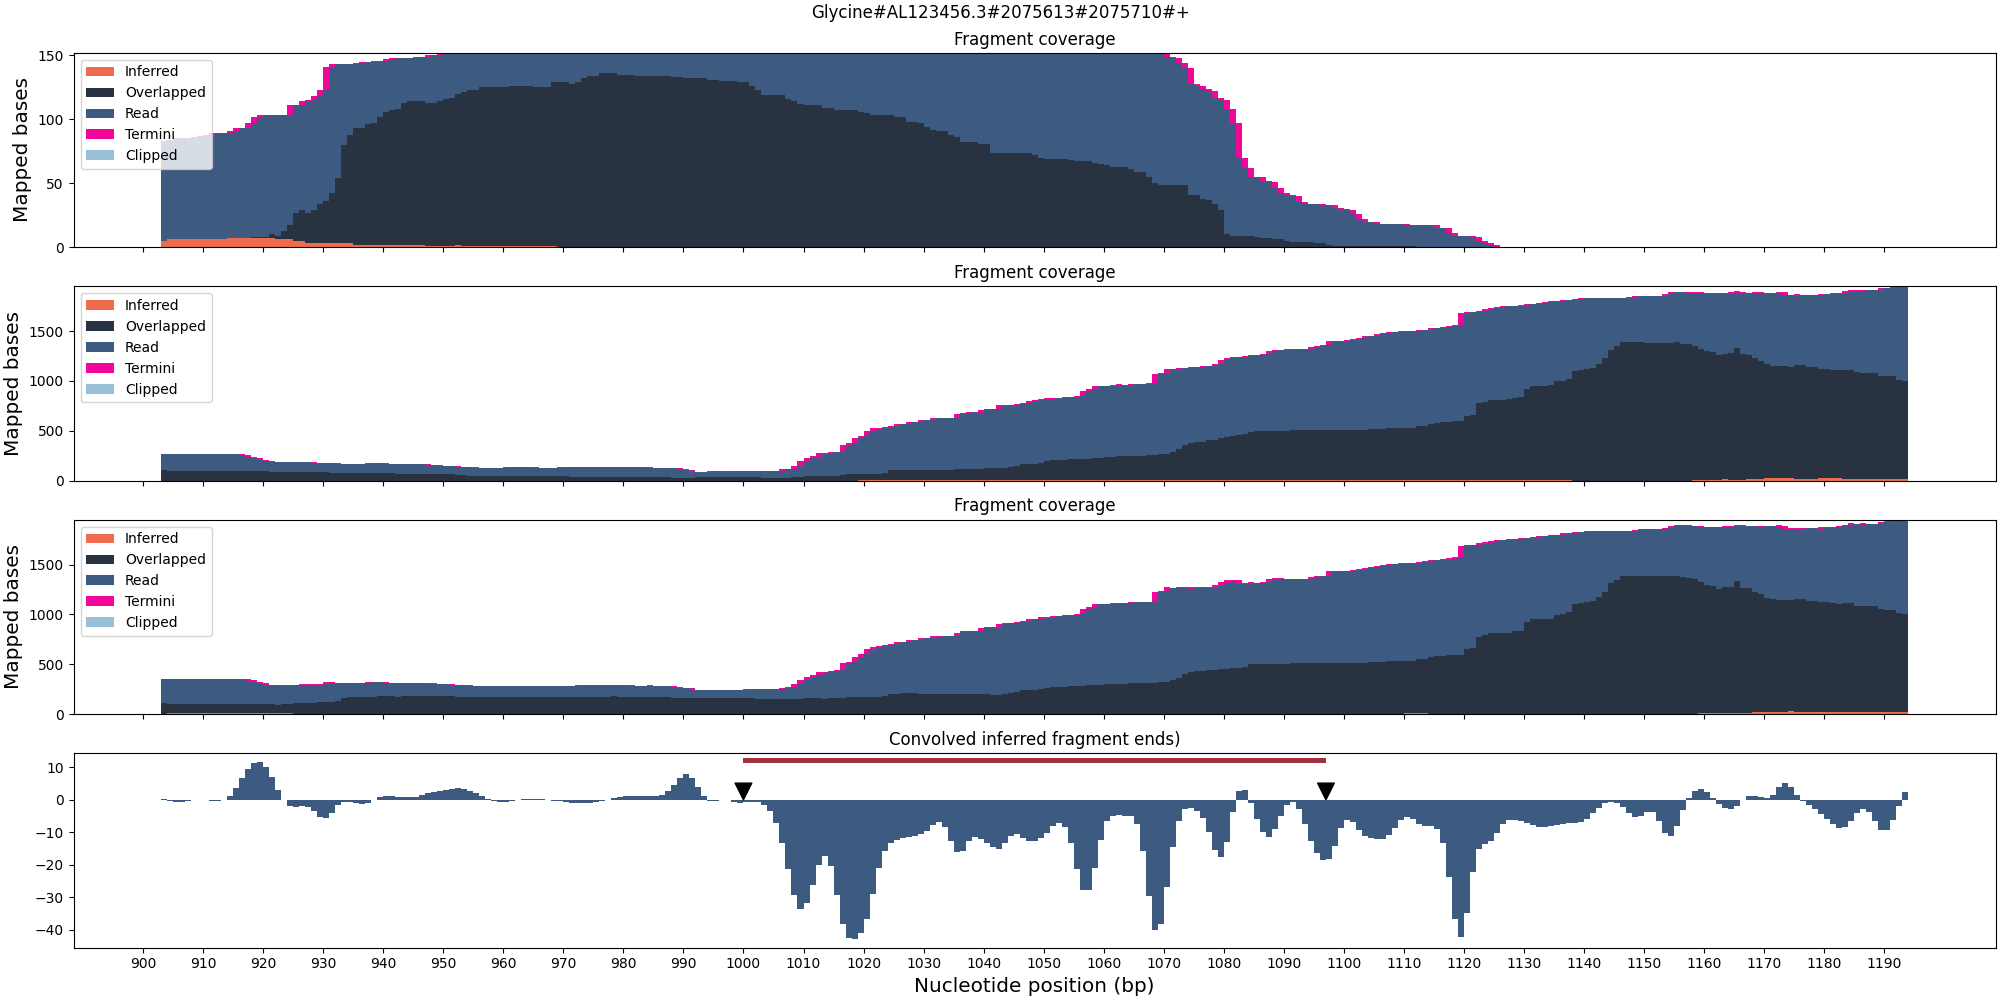 Glycine#AL123456.3#2075613#2075710#+
Fragment coverage
150
100
50
0
Mapped bases
Inferred
Overlapped
Read
Termini
Clipped
Fragment coverage
1500
1000
500
0
Mapped bases
Inferred
Overlapped
Read
Termini
Clipped
Fragment coverage
1500
1000
500
0
Mapped bases
Inferred
Overlapped
Read
Termini
Clipped
Convolved inferred fragment ends)
10
0
−10
−20
−30
−40
900 910 920 930 940 950 960 970 980 990 1000 1010 1020 1030 1040 1050 1060 1070 1080 1090 1100 1110 1120 1130 1140 1150 1160 1170 1180 1190
Nucleotide position (bp)